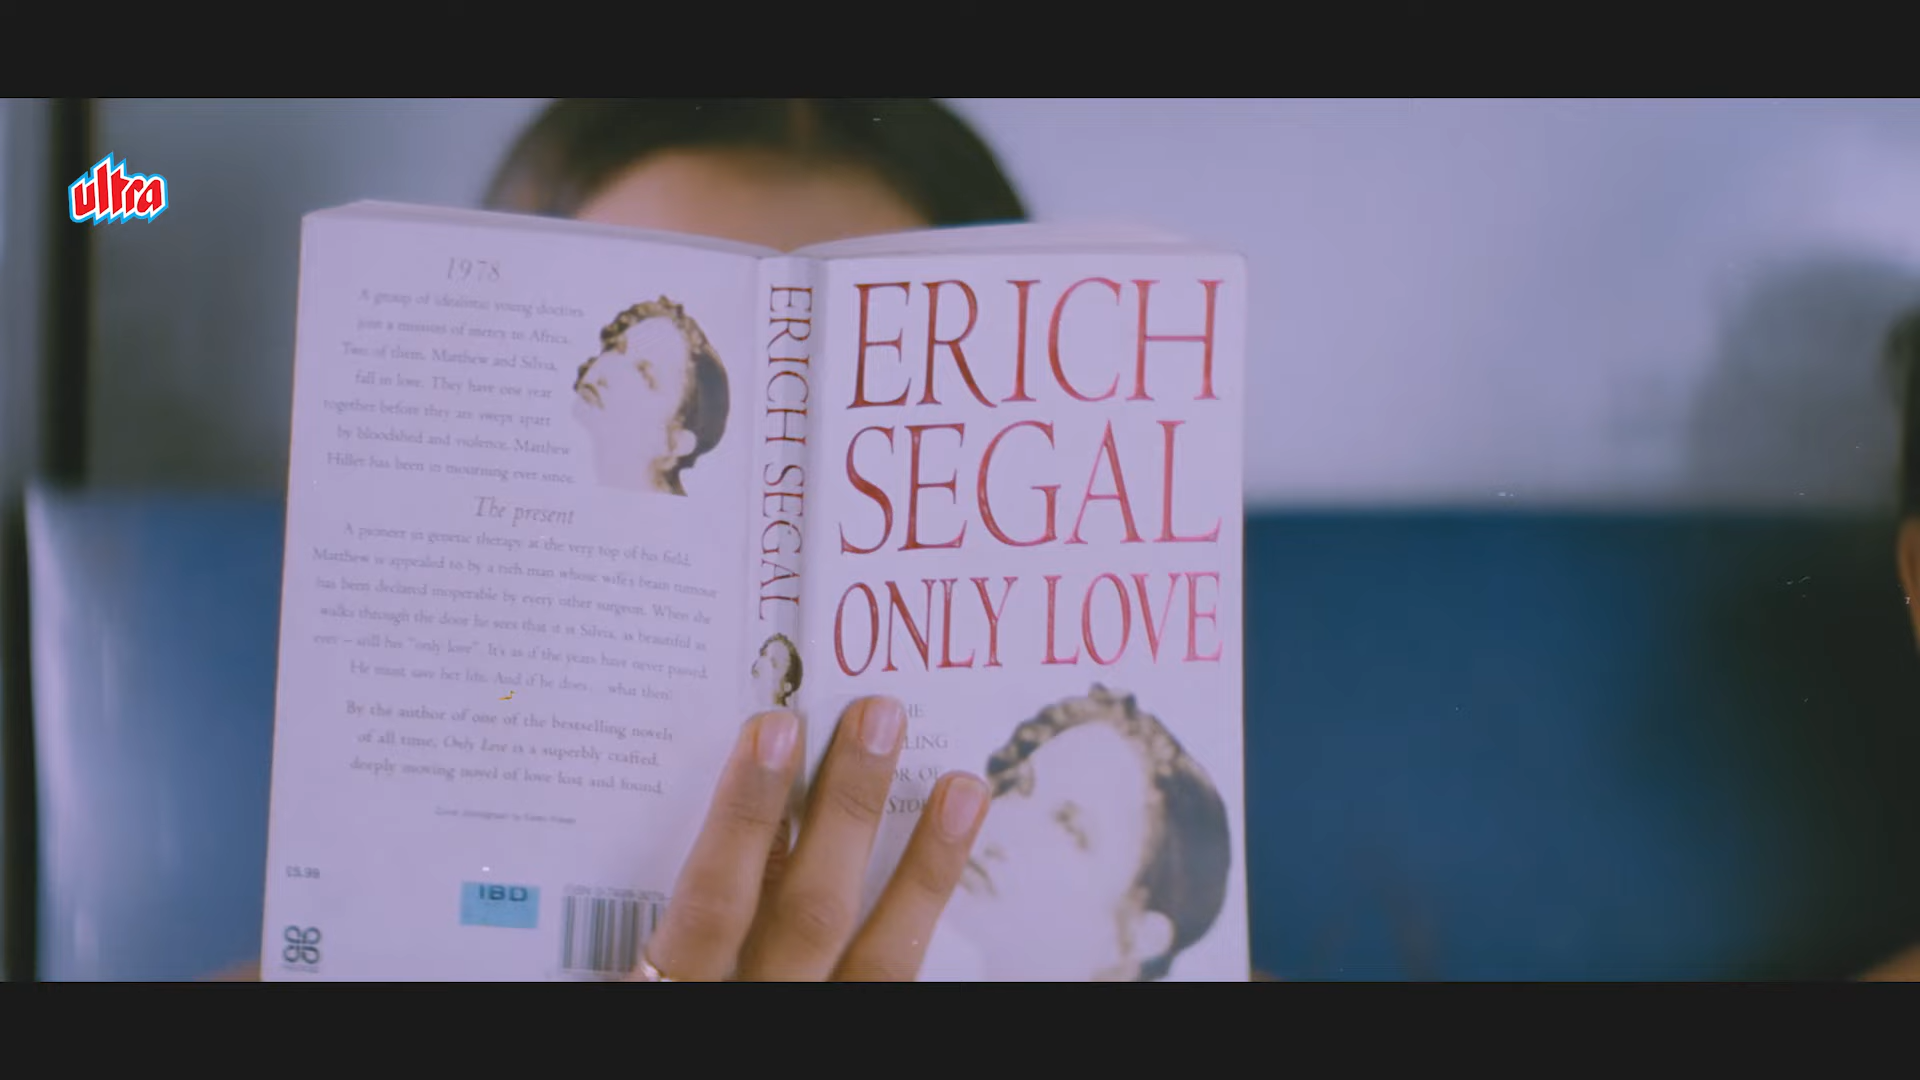 ultra
1978
A group of idealistic young doctors
join a mission of mercy to Africa.
Two of them, Matthew and Silvia,
fall in love. They have one year
together before they are swept apart
by bloodshed and violence. Matthew
Hiller has been in mourning ever since.
The present
A pioneer in genetic therapy at the very top of his field,
Matthew is appealed to by a rich man whose wife's brain tumour
has been declared inoperable by every other surgeon. When she
walks through the door he sees that it is Silvia, as beautiful as
ever – still his "only love". It's as if the years have never passed.
He must save her life. And if he does... what then?
By the author of one of the bestselling novels
of all time, Only Love is a superbly crafted,
deeply moving novel of love lost and found.
£5.99
IBD
ERICH SEGAL
ERICH
SEGAL
ONLY LOVE
HE
LING
OR OF
STO